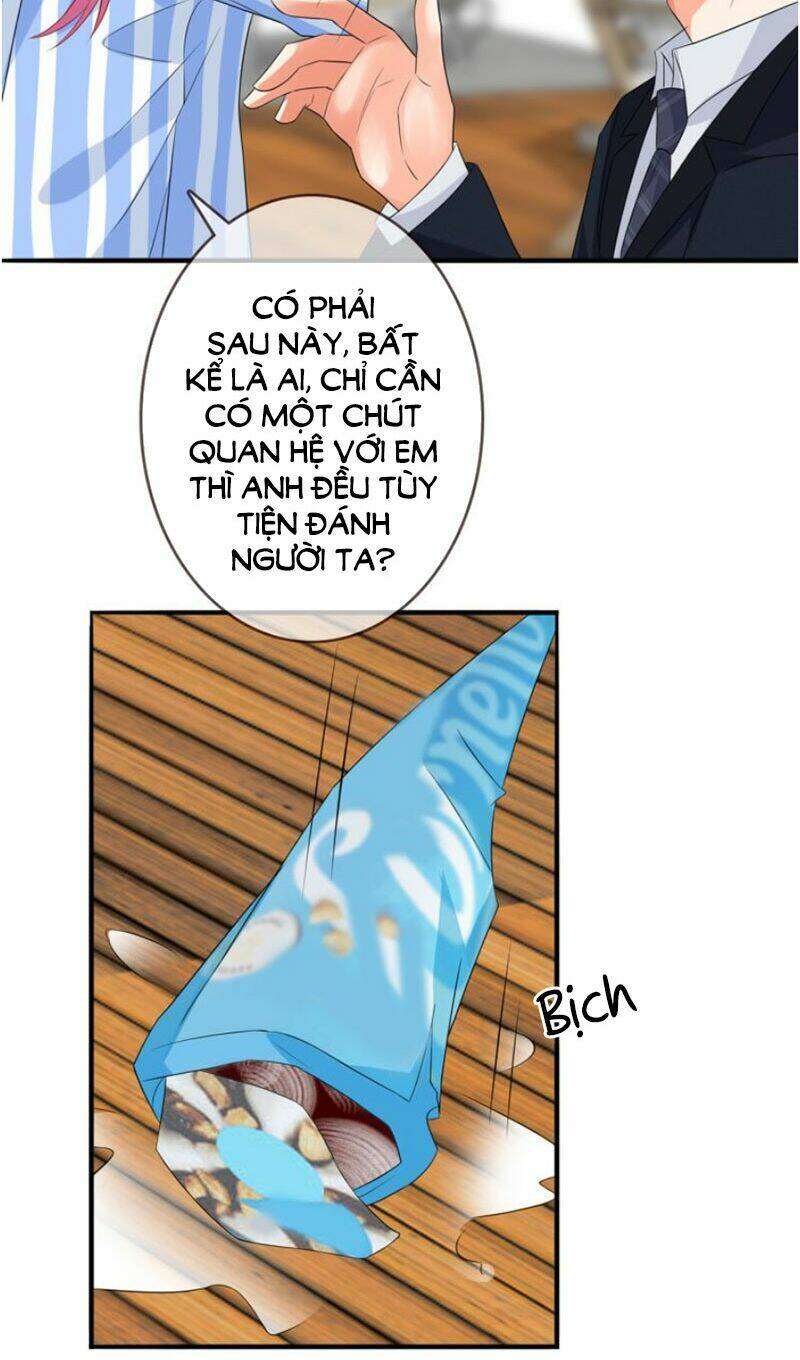 CÓ PHẢI
SAU NÀY, BẤT
KỂ LÀ AI, CHỈ CẦN
CÓ MỘT CHÚT
QUAN HỆ VỚI EM
THÌ ANH ĐỀU TÙY
TIỆN ĐÁNH
NGƯỜI TA?
Bịch